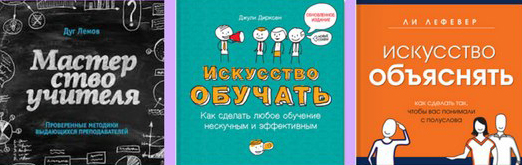 Дуг Лемов
Мастер
ство
учителя
Проверенные методики
выдающихся преподавателей
Джули Дирксен
обновленное
издание
Искусство
обучать
Как сделать любое обучение
нескучным и эффективным
ЛИ ЛЕФЕВЕР
ИСКУССТВО
ОБЪЯСНЯТЬ
как сделать так,
чтобы вас понимали
с полуслова